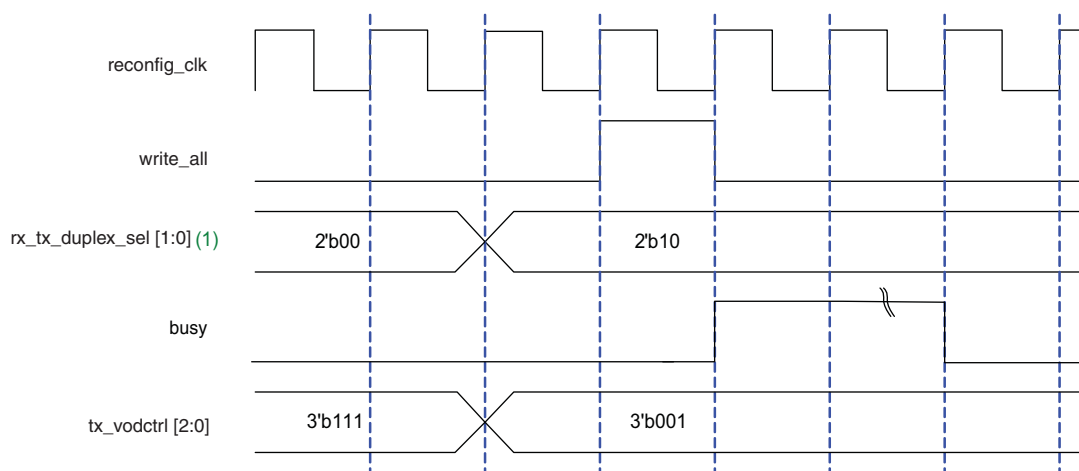 reconfig_clk
write_all
rx_tx_duplex_sel [1:0] (1)
2'b00
2'b10
busy
tx_vodctrl [2:0]
3'b111
3'b001